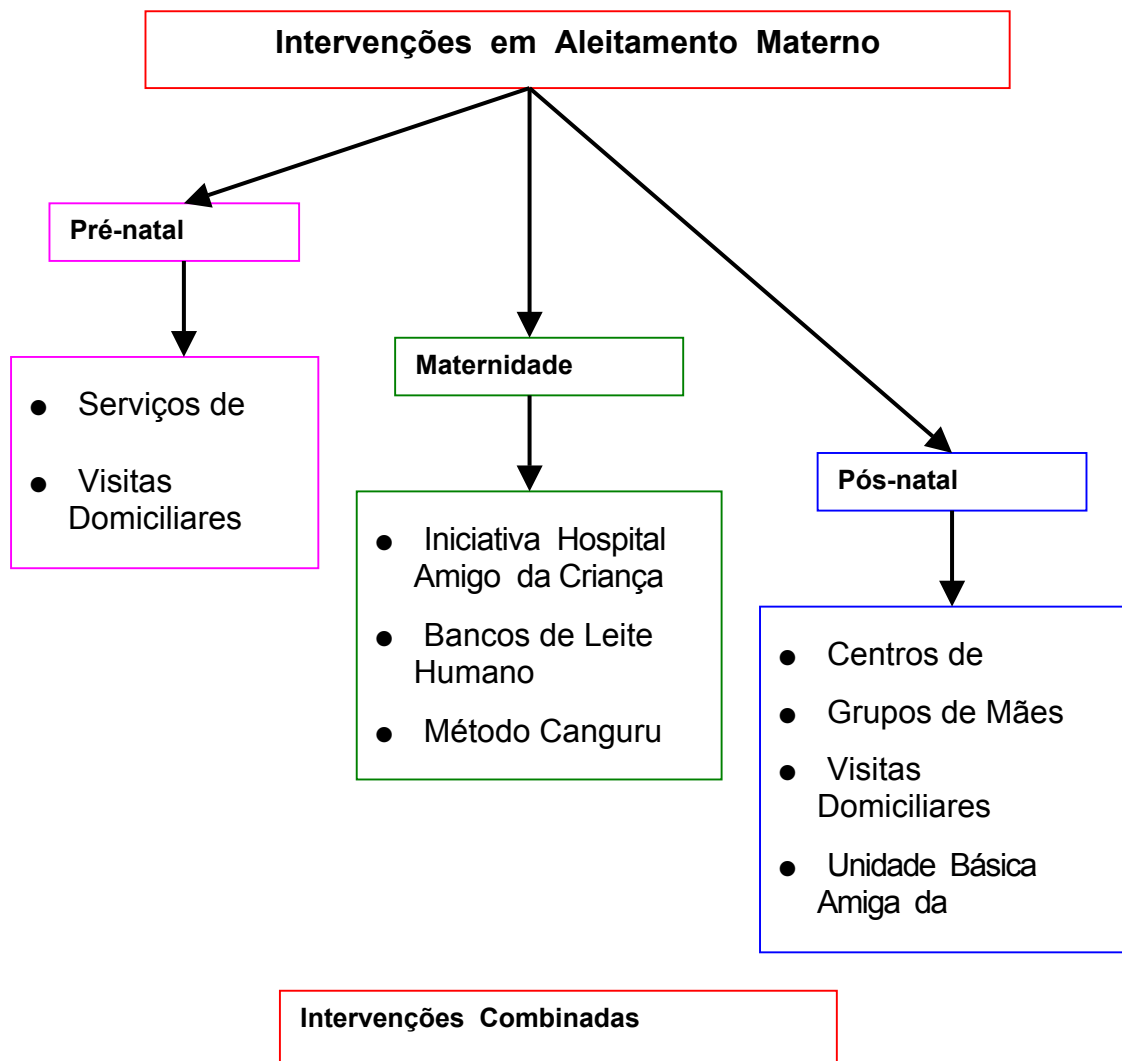 Intervenções em Aleitamento Materno
Pré-natal
● Serviços de
● Visitas
Domiciliares
Maternidade
● Iniciativa Hospital
Amigo da Criança
● Bancos de Leite
Humano
● Método Canguru
Pós-natal
● Centros de
● Grupos de Mães
● Visitas
Domiciliares
● Unidade Básica
Amiga da
Intervenções Combinadas